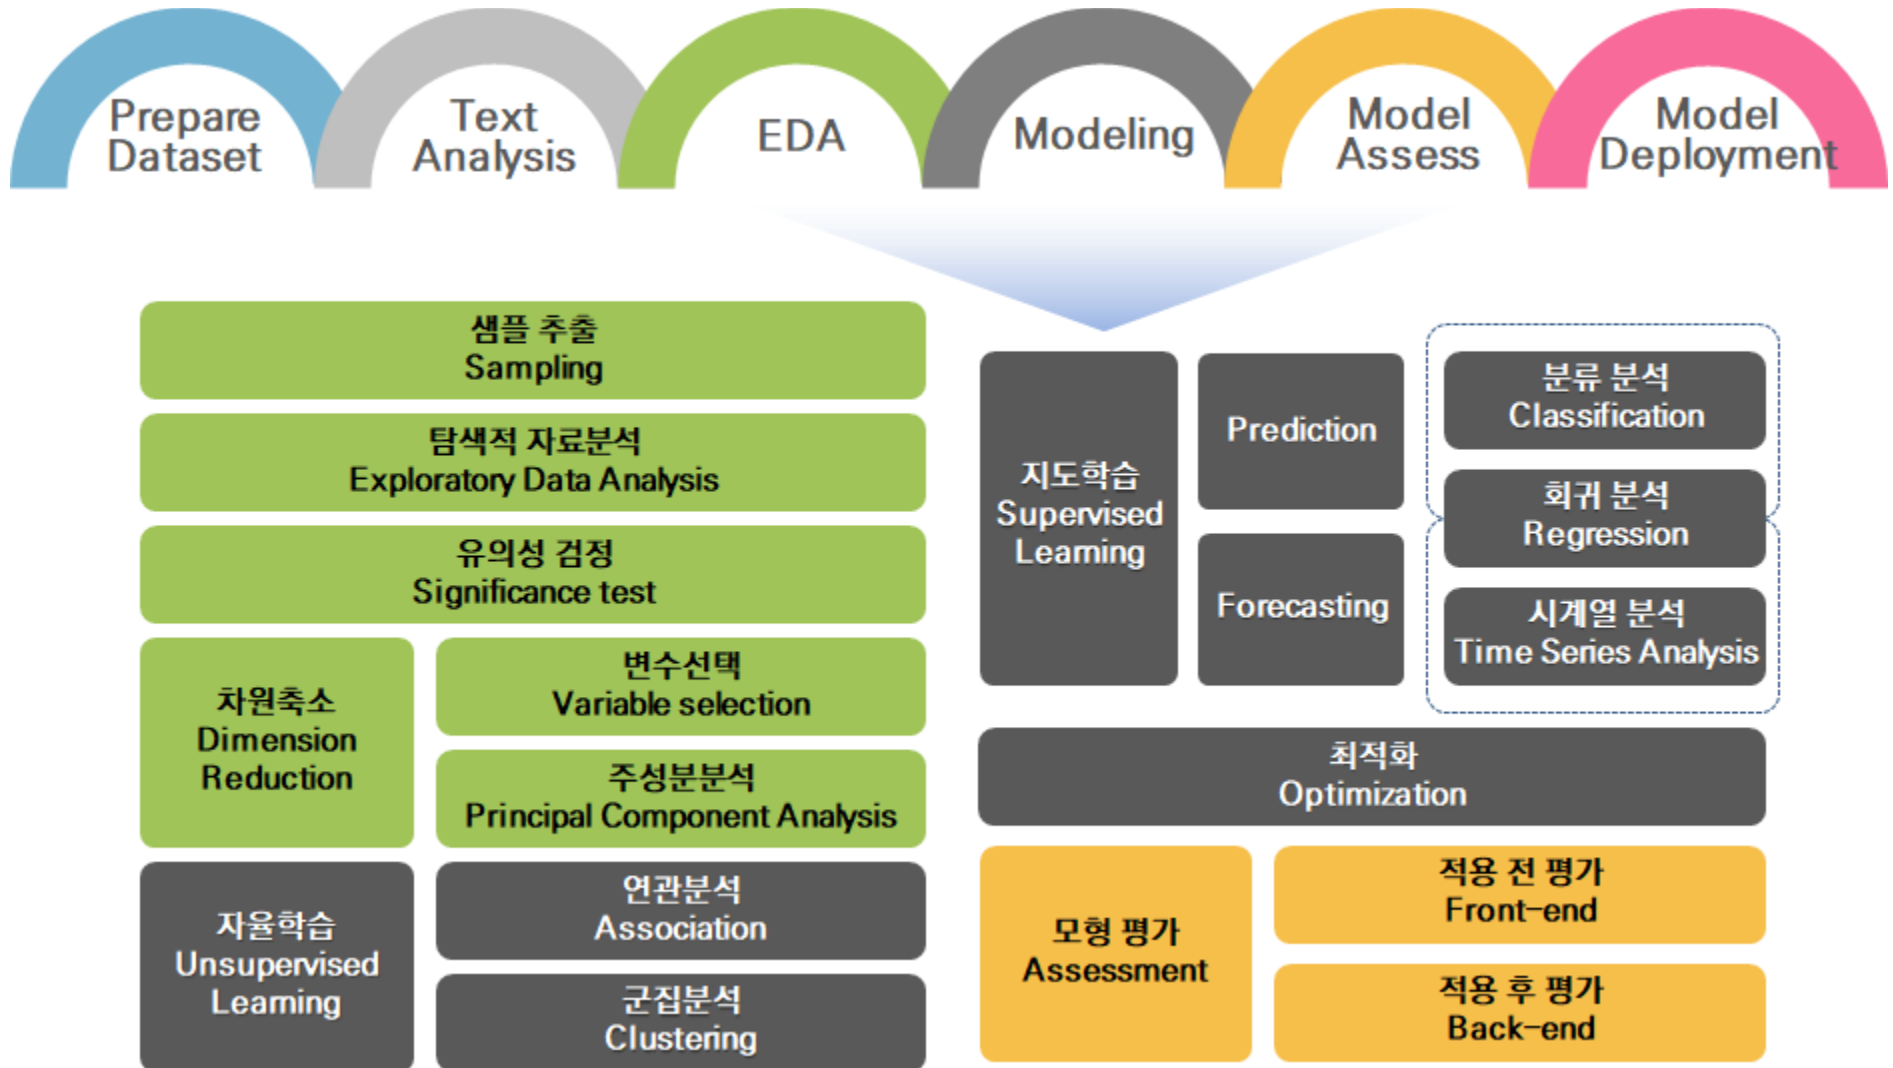 Prepare
Dataset
Text
Analysis
EDA
Modeling
Model
Assess
Model
Deployment
샘플 추출
Sampling
탐색적 자료분석
Exploratory Data Analysis
유의성 검정
Significance test
차원축소
Dimension
Reduction
변수선택
Variable selection
주성분분석
Principal Component Analysis
자율학습
Unsupervised
Learning
연관분석
Association
군집분석
Clustering
지도학습
Supervised
Learning
Prediction
Forecasting
분류 분석
Classification
회귀 분석
Regression
시계열 분석
Time Series Analysis
최적화
Optimization
모형 평가
Assessment
적용 전 평가
Front-end
적용 후 평가
Back-end